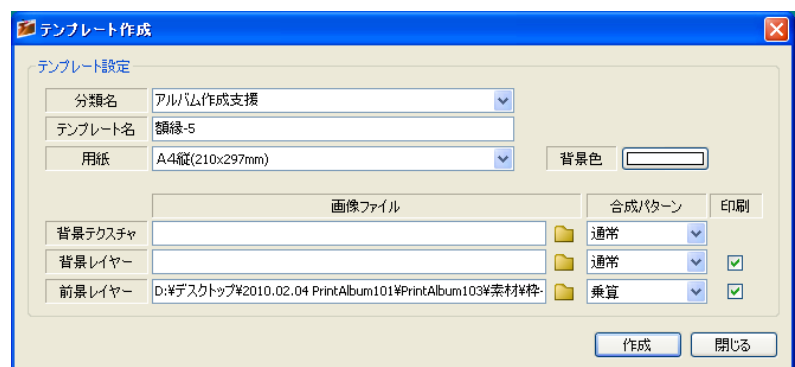 テンプレート作成
テンプレート設定
分類名 アルバム作成支援
テンプレート名 額縁-5
用紙 A4縦(210x297mm) 背景色
画像ファイル 合成パターン 印刷
背景テクスチャ 通常
背景レイヤー 通常
前景レイヤー D:¥デスクトップ¥2010.02.04 PrintAlbum101¥PrintAlbum103¥素材¥枠- 乗算
作成 閉じる